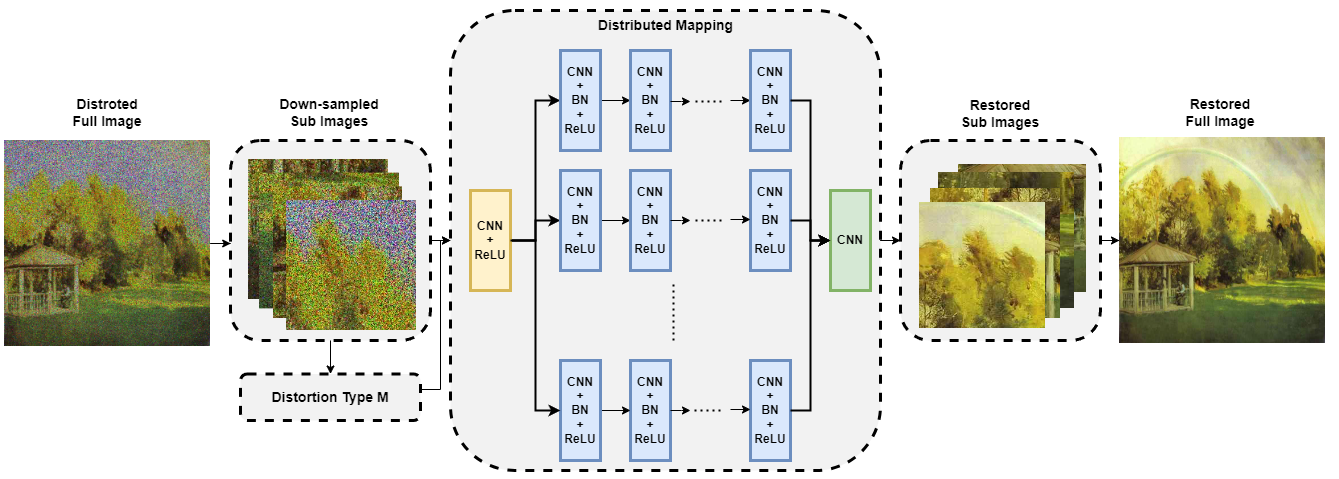 Distributed Mapping
Distroted
Full Image
Down-sampled
Sub Images
Distortion Type M
CNN
+
ReLU
CNN
+
BN
+
ReLU
CNN
+
BN
+
ReLU
CNN
+
BN
+
ReLU
CNN
+
BN
+
ReLU
CNN
+
BN
+
ReLU
CNN
+
BN
+
ReLU
CNN
+
BN
+
ReLU
CNN
+
BN
+
ReLU
CNN
+
BN
+
ReLU
CNN
Restored
Sub Images
Restored
Full Image